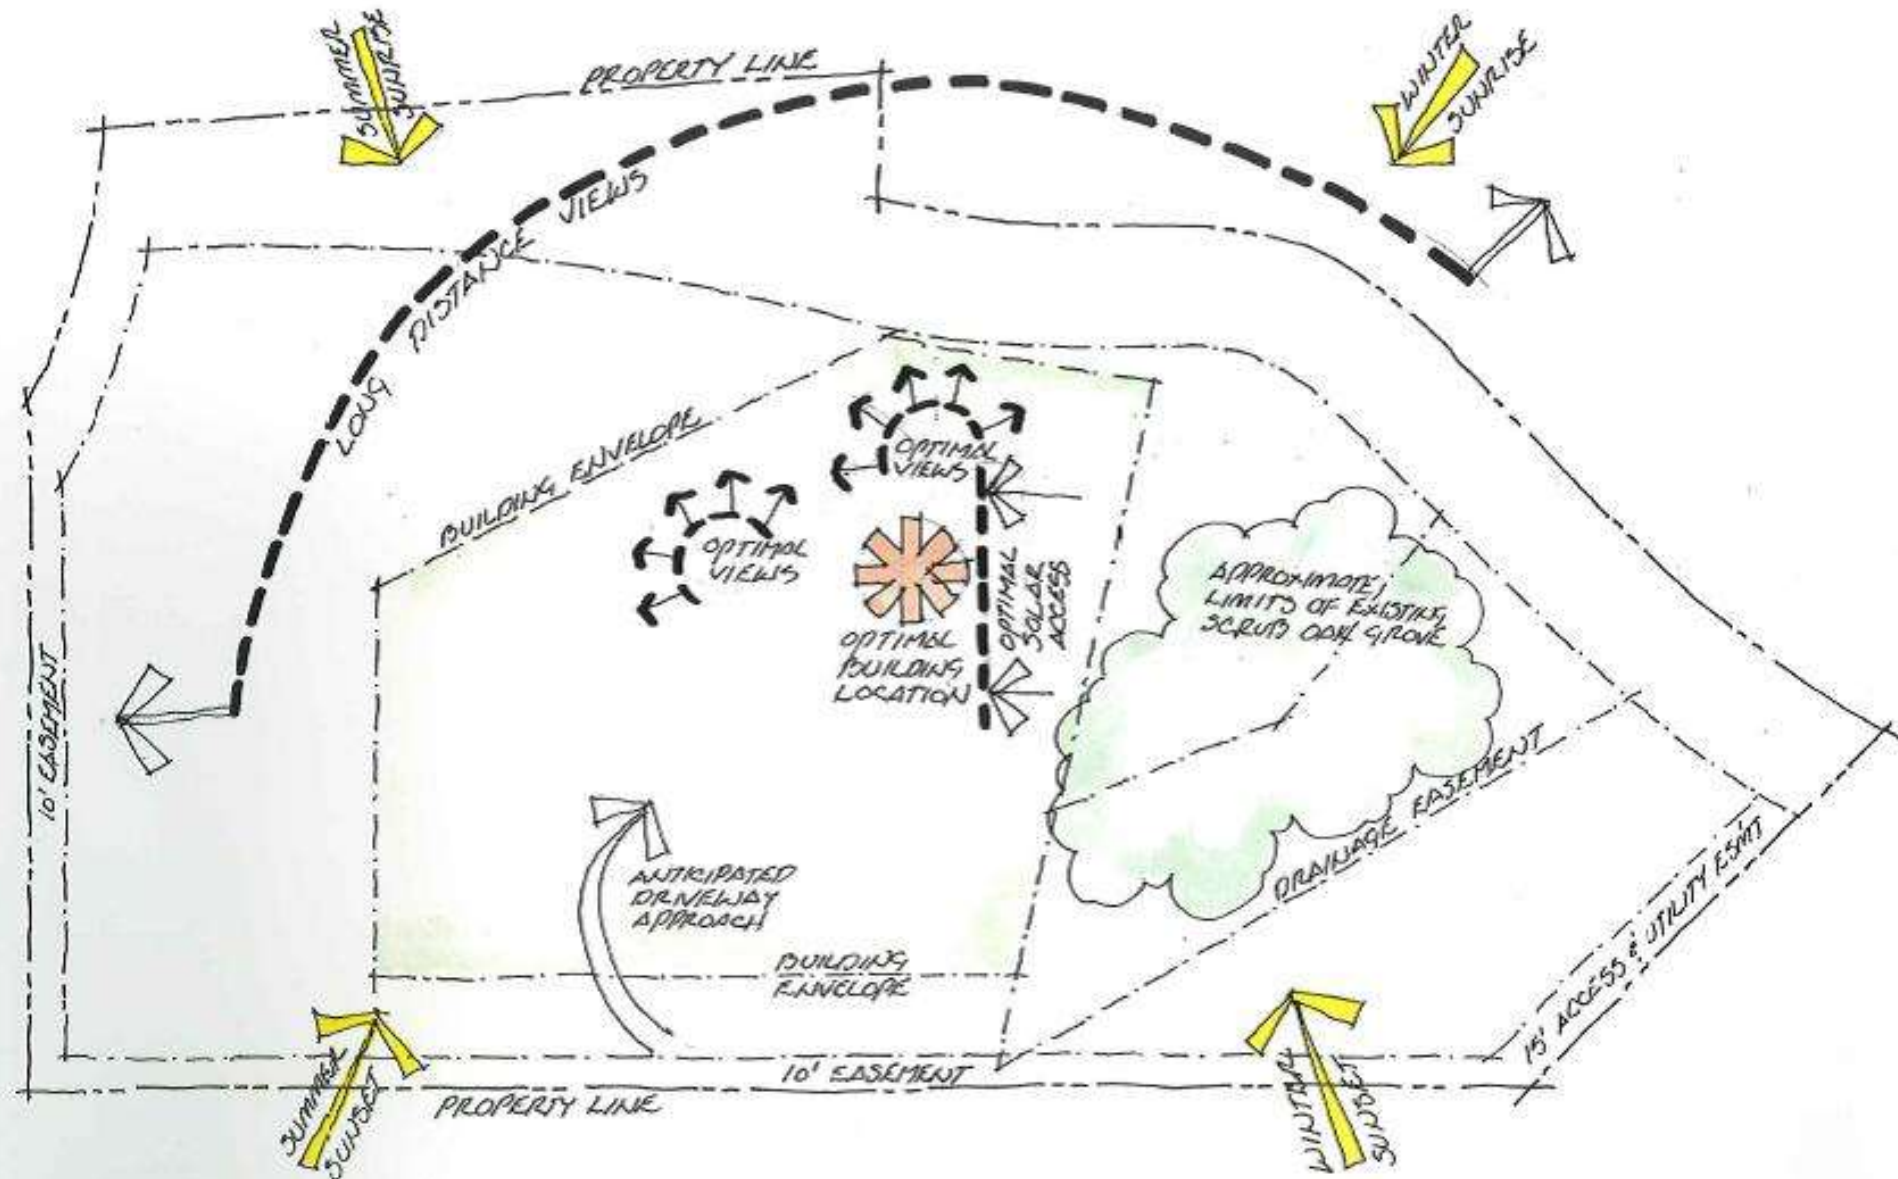 SUMMER
SUNRISE
PROPERTY LINE
WINTER
SUNRISE
LONG DISTANCE VIEWS
BUILDING ENVELOPE
OPTIMAL
VIEWS
OPTIMAL
VIEWS
OPTIMAL
SOLAR
ACCESS
OPTIMAL
BUILDING
LOCATION
APPROXIMATE
LIMITS OF EXISTING
SCRUB OAK GROVE
10' EASEMENT
DRAINAGE EASEMENT
15' ACCESS & UTILITY ESMT
ANTICIPATED
DRIVEWAY
APPROACH
BUILDING
ENVELOPE
10' EASEMENT
PROPERTY LINE
SUMMER
SUNSET
WINTER
SUNSET